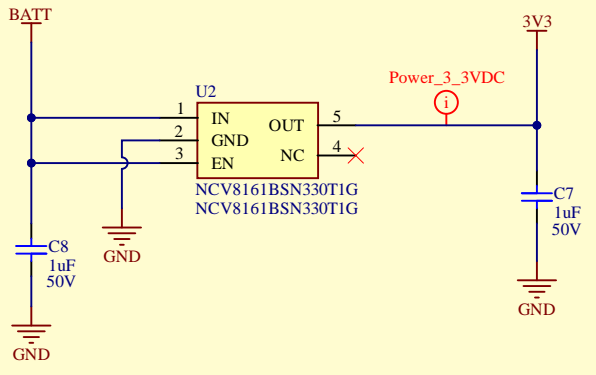 BATT
3V3
Power_3_3VDC
i
U2
1 IN
2 GND
3 EN
OUT 5
NC 4
NCV8161BSN330T1G
NCV8161BSN330T1G
GND
C8
1uF
50V
GND
C7
1uF
50V
GND